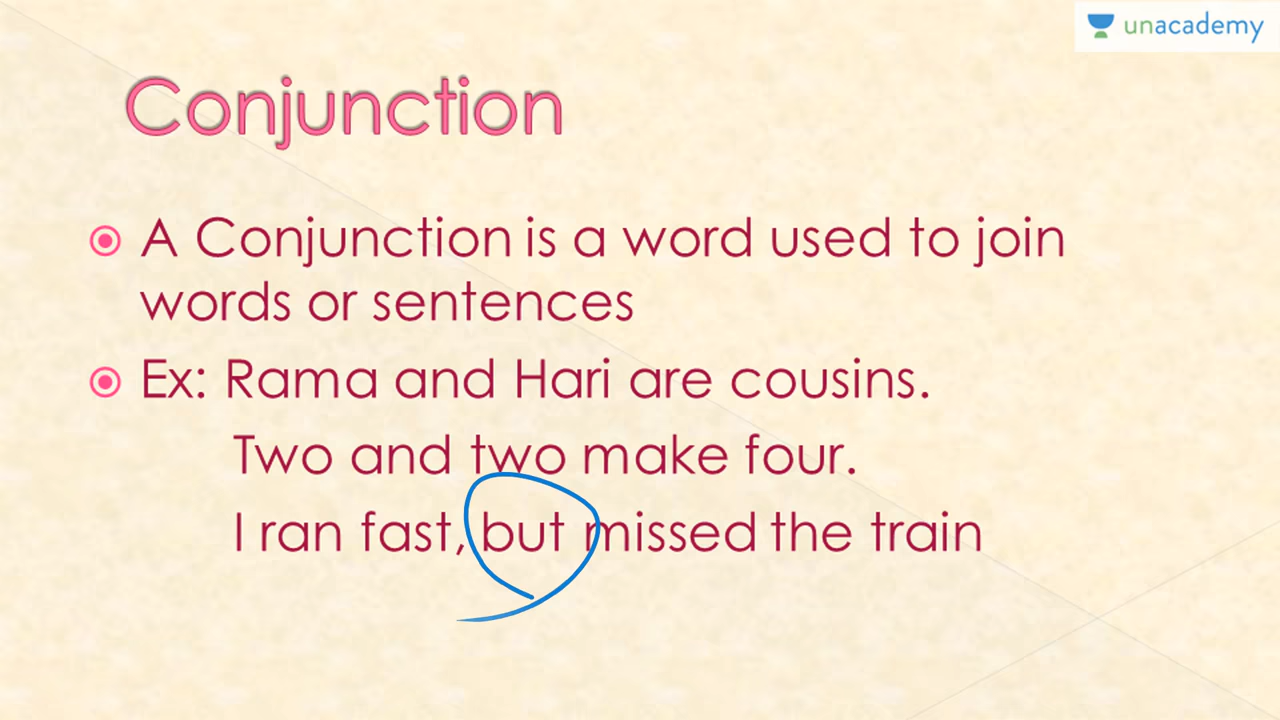 unacademy
Conjunction
A Conjunction is a word used to join
words or sentences
Ex: Rama and Hari are cousins.
Two and two make four.
I ran fast, but missed the train